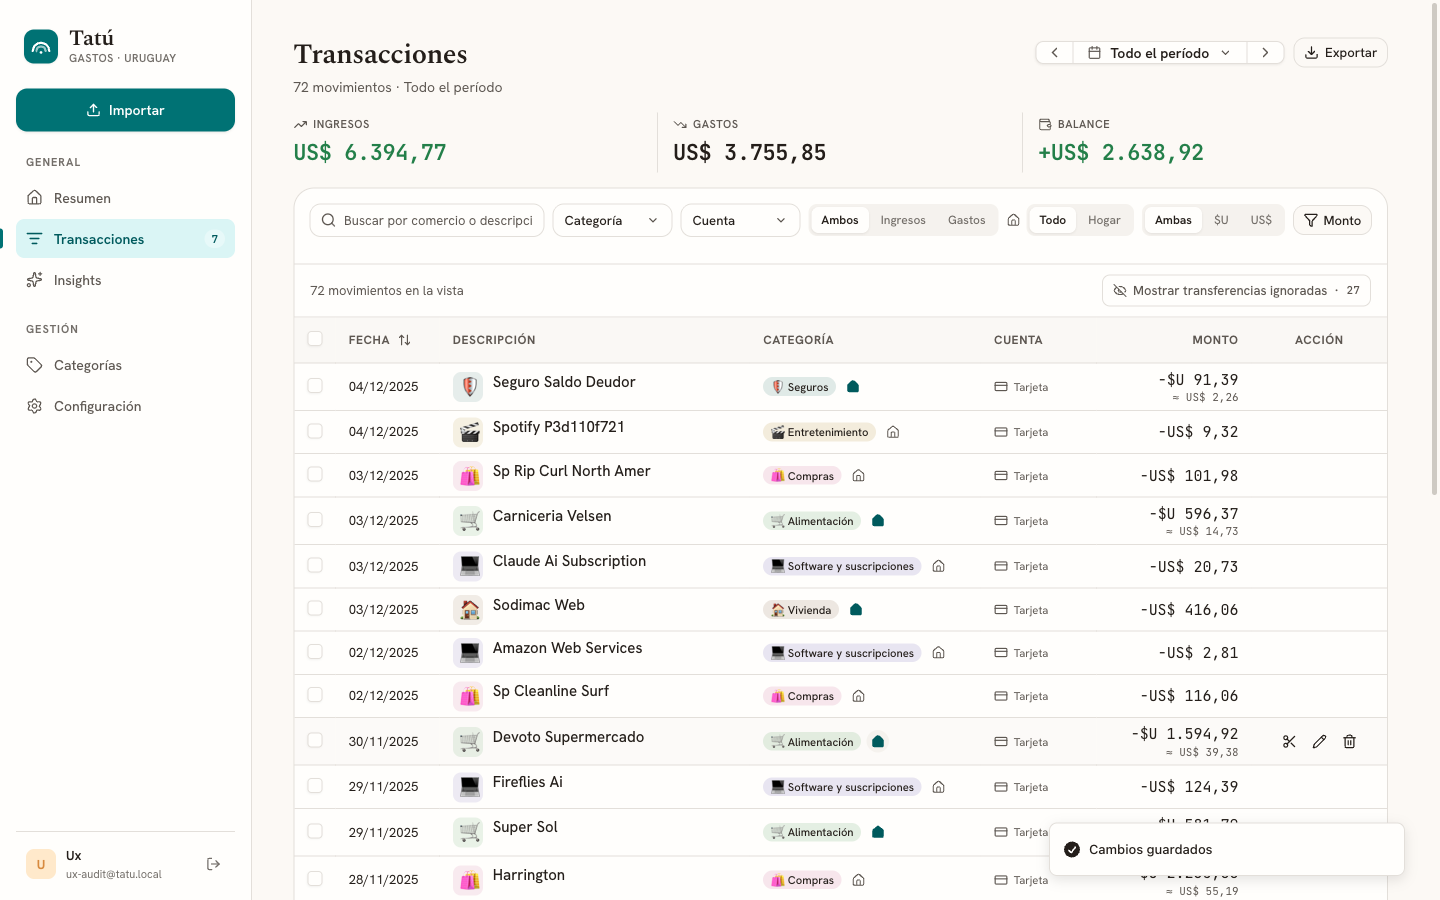 Tatú
GASTOS · URUGUAY
Importar
GENERAL
Resumen
Transacciones 7
Insights
GESTIÓN
Categorías
Configuración
U
Ux
ux-audit@tatu.local
Transacciones
72 movimientos · Todo el período
Todo el período
Exportar
INGRESOS
US$ 6.394,77
GASTOS
US$ 3.755,85
BALANCE
+US$ 2.638,92
Buscar por comercio o descripci
Categoría
Cuenta
Ambos Ingresos Gastos
Todo Hogar
Ambas $U US$
Monto
72 movimientos en la vista
Mostrar transferencias ignoradas · 27
FECHA DESCRIPCIÓN CATEGORÍA CUENTA MONTO ACCIÓN
04/12/2025 Seguro Saldo Deudor Seguros Tarjeta -$U 91,39
≈ US$ 2,26
04/12/2025 Spotify P3d110f721 Entretenimiento Tarjeta -US$ 9,32
03/12/2025 Sp Rip Curl North Amer Compras Tarjeta -US$ 101,98
03/12/2025 Carniceria Velsen Alimentación Tarjeta -$U 596,37
≈ US$ 14,73
03/12/2025 Claude Ai Subscription Software y suscripciones Tarjeta -US$ 20,73
03/12/2025 Sodimac Web Vivienda Tarjeta -US$ 416,06
02/12/2025 Amazon Web Services Software y suscripciones Tarjeta -US$ 2,81
02/12/2025 Sp Cleanline Surf Compras Tarjeta -US$ 116,06
30/11/2025 Devoto Supermercado Alimentación Tarjeta -$U 1.594,92
≈ US$ 39,38
29/11/2025 Fireflies Ai Software y suscripciones Tarjeta -US$ 124,39
29/11/2025 Super Sol Alimentación Tarjeta
28/11/2025 Harrington Compras Tarjeta
≈ US$ 55,19
Cambios guardados